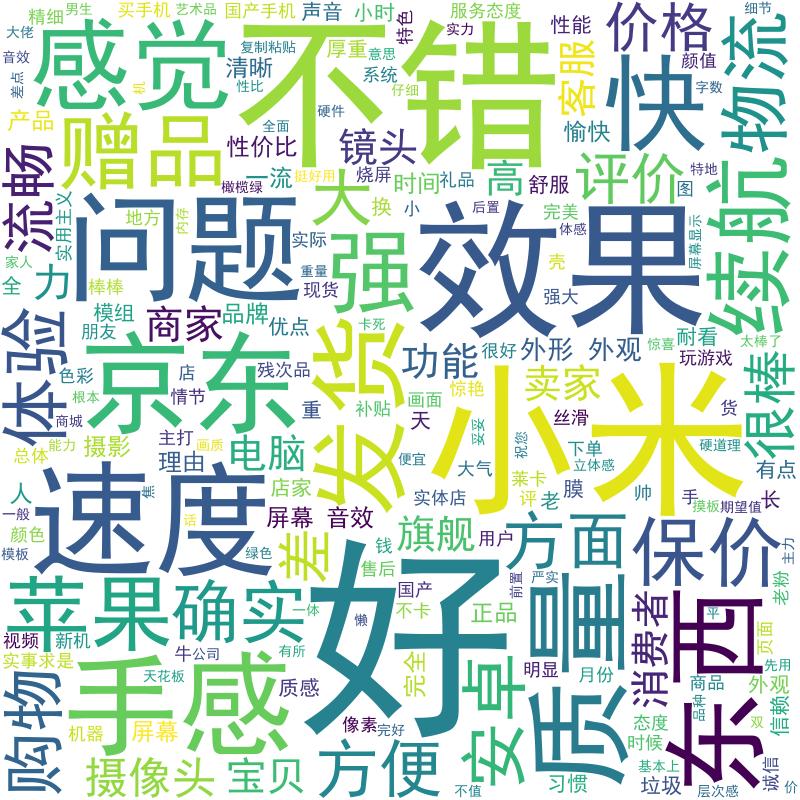 大佬
精细
男生
买手机
艺术品
国产手机
声音
小时
服务态度
性能
价格
细节
音效
感觉
不错
复制粘贴
厚重
意思
特色
实力
客服
颜值
物流
差点
机
清晰
性比
系统
仔细
快
字数
产品
赠品
全面
硬件
性价比
镜头
愉快
流畅
一流
挺好用
烧屏
时间
礼品
高
舒服
评价
特地
图
橄榄绿
大
换
小
后置
完美
体感
续航
实用主义
地方
内存
问题
实际
强
效果
屏幕显示
家人
全
力
棒棒
重量
现货
壳
强大
体验
模组
朋友
商家
品牌
优点
卡死
发货
功能
很好
外形
外观
惊喜
耐看
太棒了
玩游戏
色彩
京东
店
残次品
情节
重
补贴
画面
惊艳
天
小米
卖家
丝滑
货
很棒
商城
根本
总体
能力
摄影
主打
画质
理由
电脑
便宜
大气
妥妥
祝您
下单
立体感
硬道理
有点
人
一般
颜色
模板
速度
焦
话
绿色
店家
实体店
莱卡
评
老
膜
帅
手
摸板
期望值
长
屏幕
音效
差
旗舰
钱
售后
用户
方面
保价
主力
苹果
确实
一体
好
懒
国产
不卡
正品
前置
严实
质量
消费者
东西
平
老粉
页面
视频
新机
牛
公司
有所
实事求是
天花板
手感
质感
完全
安卓
明显
月份
商品
先用
外观
购物
机器
屏幕
像素
完好
品种
双
信赖
态度
时候
摄像头
宝贝
方便
不值
习惯
基本上
垃圾
层次感
诚信
价